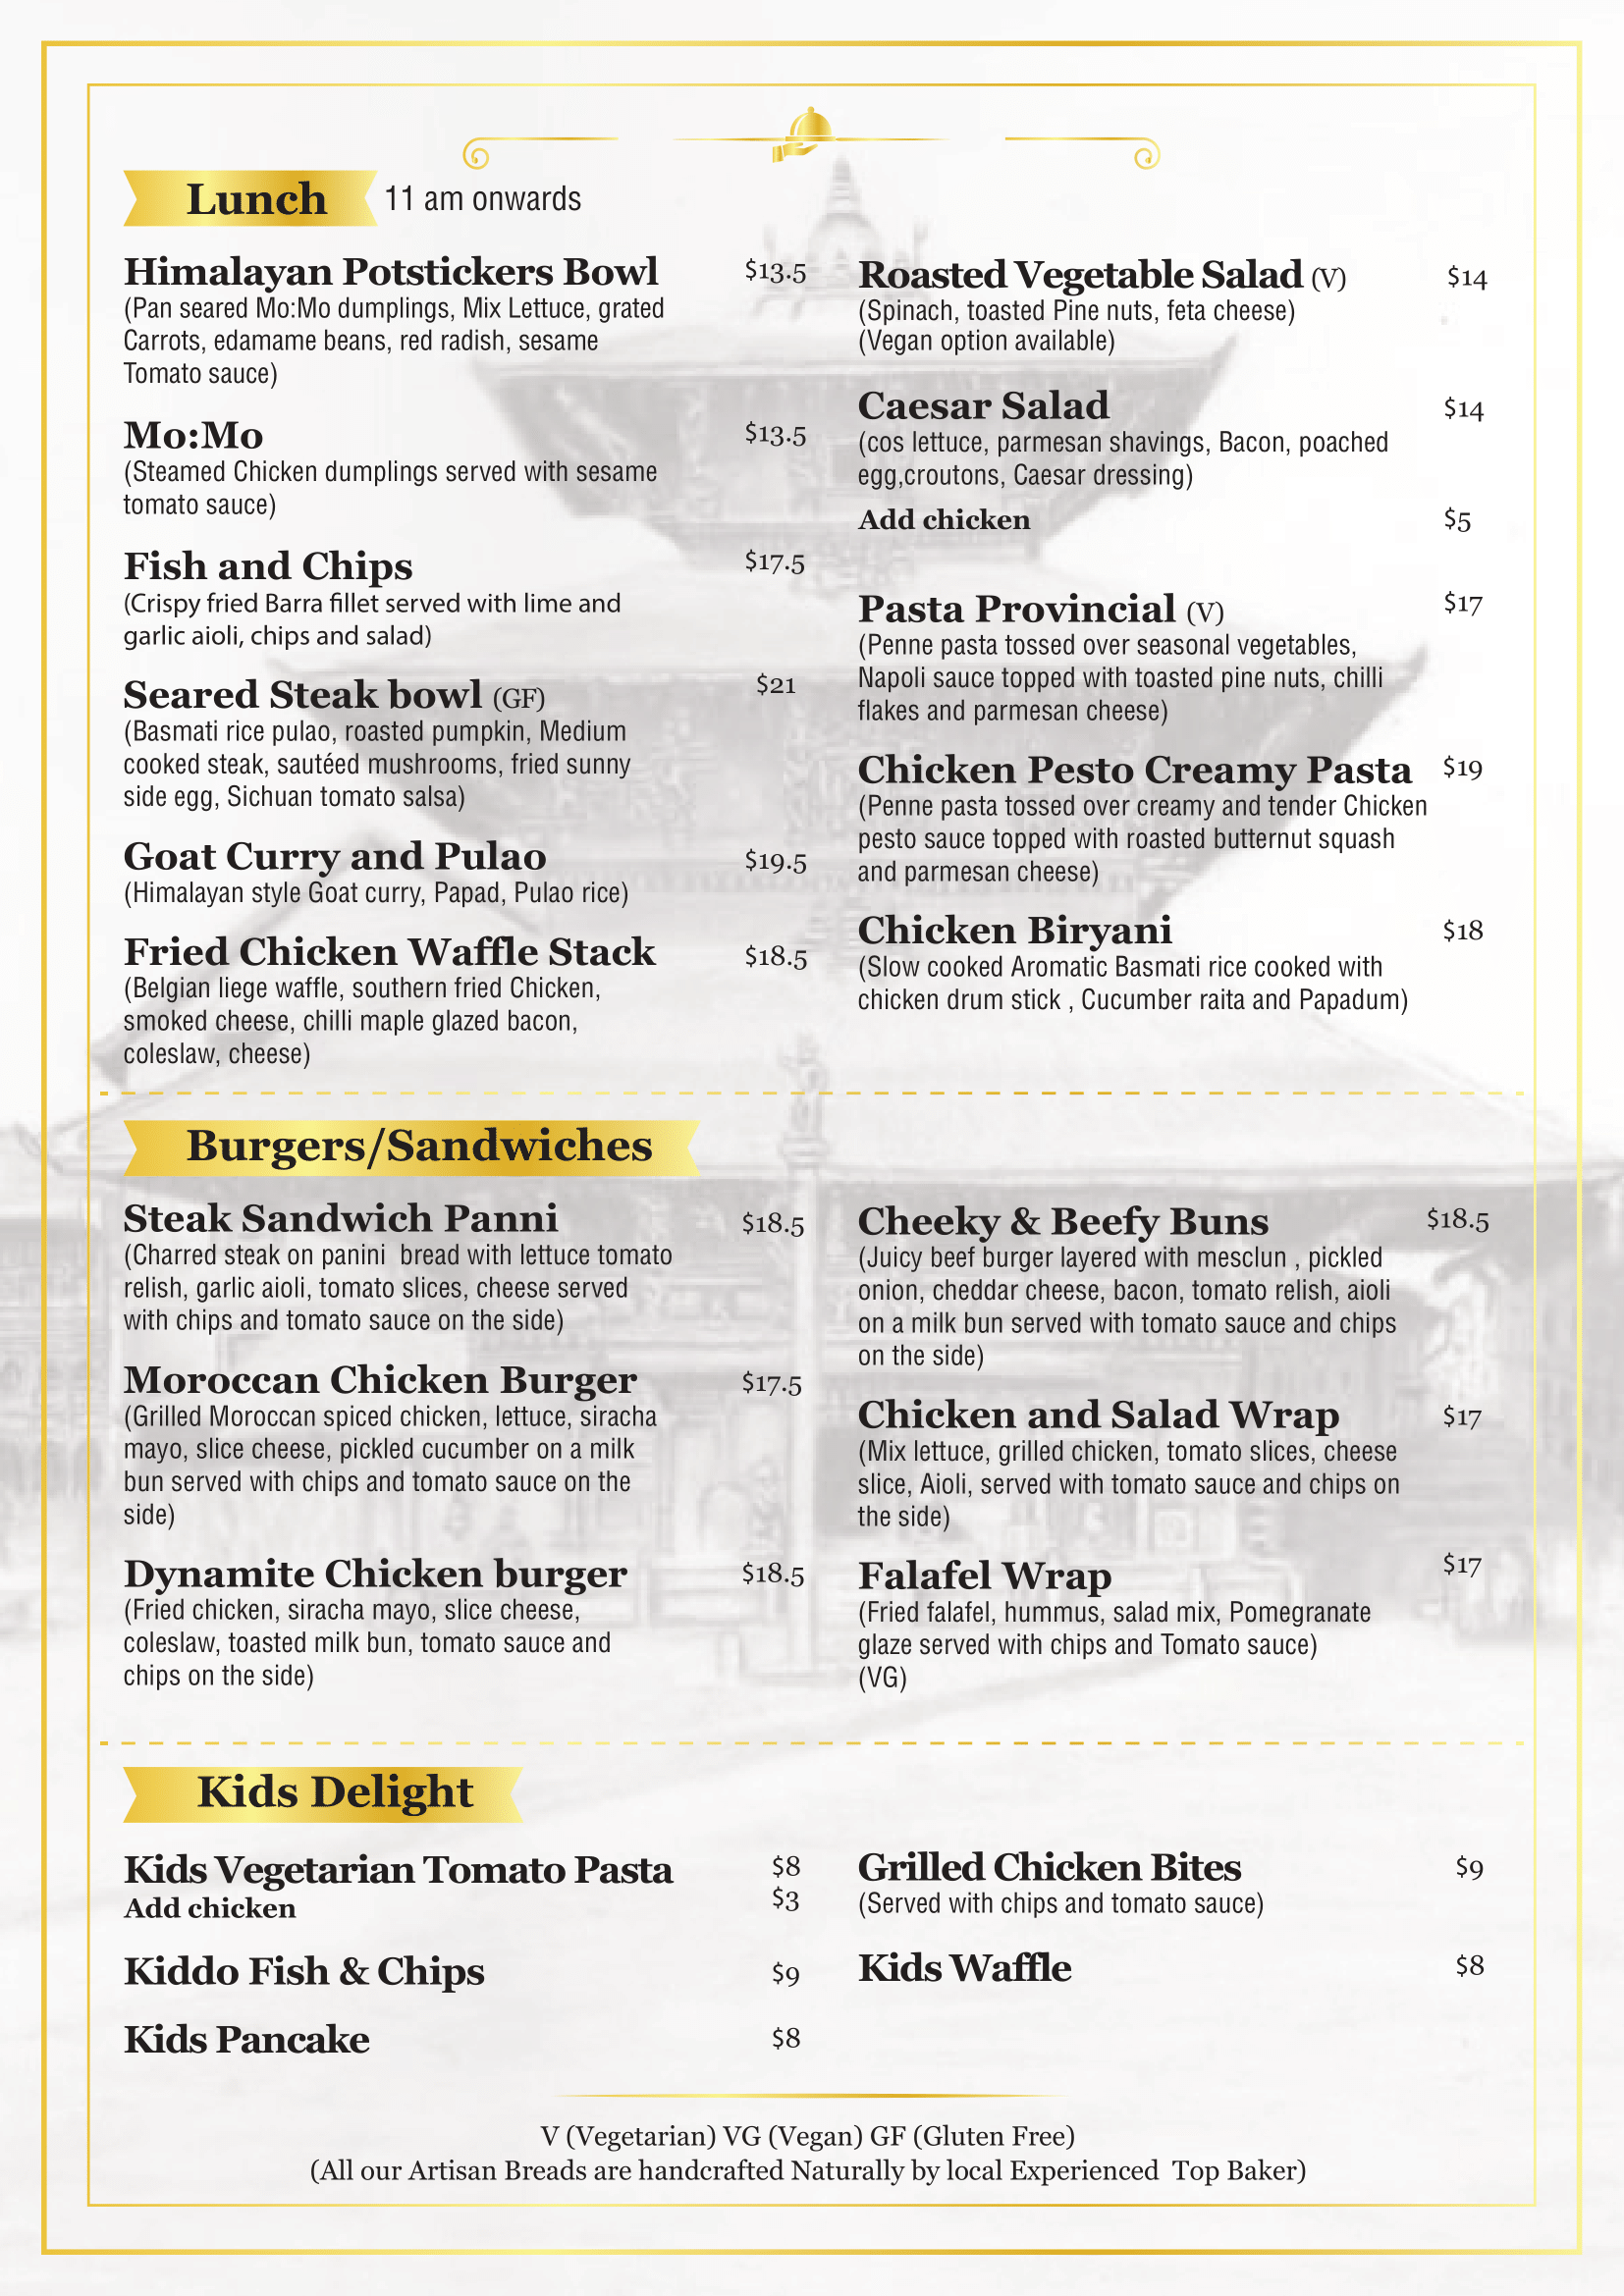 Lunch 11 am onwards
Himalayan Potstickers Bowl $13.5
(Pan seared Mo:Mo dumplings, Mix Lettuce, grated
Carrots, edamame beans, red radish, sesame
Tomato sauce)
Mo:Mo $13.5
(Steamed Chicken dumplings served with sesame
tomato sauce)
Fish and Chips $17.5
(Crispy fried Barra fillet served with lime and
garlic aioli, chips and salad)
Seared Steak bowl (GF) $21
(Basmati rice pulao, roasted pumpkin, Medium
cooked steak, sautéed mushrooms, fried sunny
side egg, Sichuan tomato salsa)
Goat Curry and Pulao $19.5
(Himalayan style Goat curry, Papad, Pulao rice)
Fried Chicken Waffle Stack $18.5
(Belgian liege waffle, southern fried Chicken,
smoked cheese, chilli maple glazed bacon,
coleslaw, cheese)
Roasted Vegetable Salad (V) $14
(Spinach, toasted Pine nuts, feta cheese)
(Vegan option available)
Caesar Salad $14
(cos lettuce, parmesan shavings, Bacon, poached
egg,croutons, Caesar dressing)
Add chicken $5
Pasta Provincial (V) $17
(Penne pasta tossed over seasonal vegetables,
Napoli sauce topped with toasted pine nuts, chilli
flakes and parmesan cheese)
Chicken Pesto Creamy Pasta $19
(Penne pasta tossed over creamy and tender Chicken
pesto sauce topped with roasted butternut squash
and parmesan cheese)
Chicken Biryani $18
(Slow cooked Aromatic Basmati rice cooked with
chicken drum stick , Cucumber raita and Papadum)
Burgers/Sandwiches
Steak Sandwich Panni $18.5
(Charred steak on panini bread with lettuce tomato
relish, garlic aioli, tomato slices, cheese served
with chips and tomato sauce on the side)
Moroccan Chicken Burger $17.5
(Grilled Moroccan spiced chicken, lettuce, siracha
mayo, slice cheese, pickled cucumber on a milk
bun served with chips and tomato sauce on the
side)
Dynamite Chicken burger $18.5
(Fried chicken, siracha mayo, slice cheese,
coleslaw, toasted milk bun, tomato sauce and
chips on the side)
Cheeky & Beefy Buns $18.5
(Juicy beef burger layered with mesclun , pickled
onion, cheddar cheese, bacon, tomato relish, aioli
on a milk bun served with tomato sauce and chips
on the side)
Chicken and Salad Wrap $17
(Mix lettuce, grilled chicken, tomato slices, cheese
slice, Aioli, served with tomato sauce and chips on
the side)
Falafel Wrap $17
(Fried falafel, hummus, salad mix, Pomegranate
glaze served with chips and Tomato sauce)
(VG)
Kids Delight
Kids Vegetarian Tomato Pasta $8
Add chicken $3
Kiddo Fish & Chips $9
Kids Pancake $8
Grilled Chicken Bites $9
(Served with chips and tomato sauce)
Kids Waffle $8
V (Vegetarian) VG (Vegan) GF (Gluten Free)
(All our Artisan Breads are handcrafted Naturally by local Experienced Top Baker)